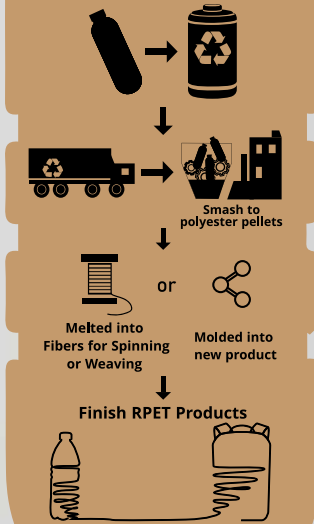 Smash to
polyester pellets
or
Melted into
Fibers for Spinning
or Weaving
Molded into
new product
Finish RPET Products